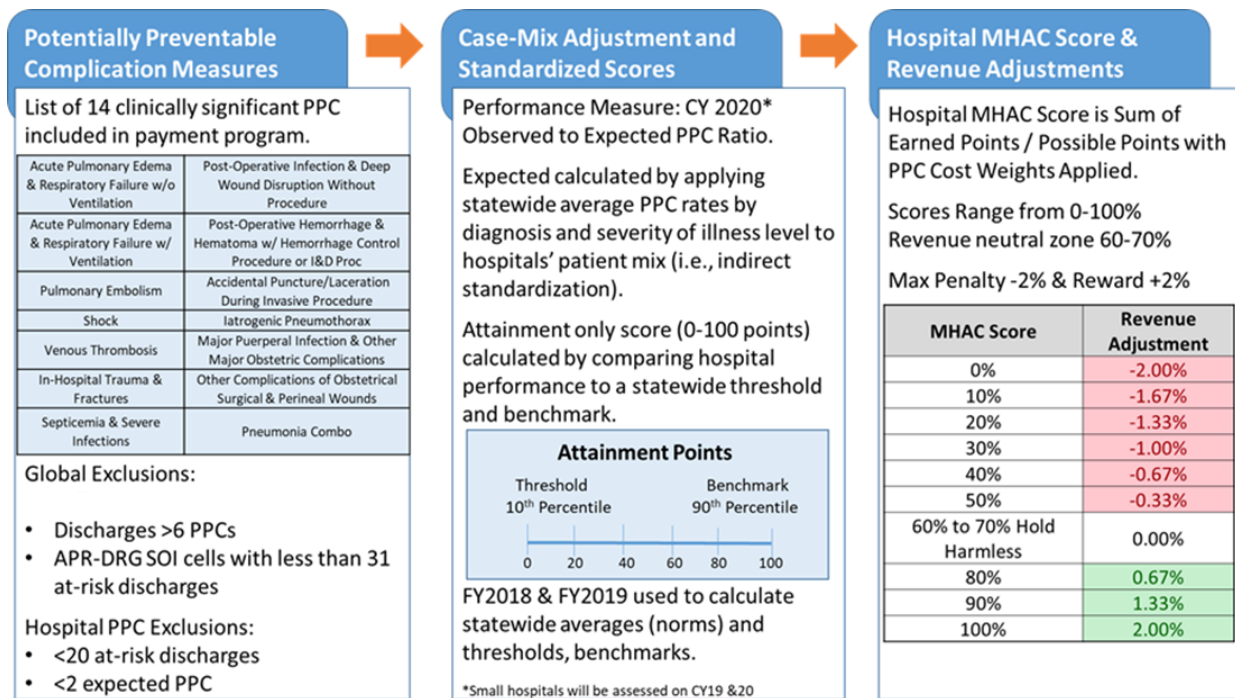 Potentially Preventable
Complication Measures
List of 14 clinically significant PPC
included in payment program.
Acute Pulmonary Edema
& Respiratory Failure w/o
Ventilation
Post-Operative Infection & Deep
Wound Disruption Without
Procedure
Acute Pulmonary Edema
& Respiratory Failure w/
Ventilation
Post-Operative Hemorrhage &
Hematoma w/ Hemorrhage Control
Procedure or I&D Proc
Pulmonary Embolism
Accidental Puncture/Laceration
During Invasive Procedure
Shock
Iatrogenic Pneumothorax
Venous Thrombosis
Major Puerperal Infection & Other
Major Obstetric Complications
In-Hospital Trauma &
Fractures
Other Complications of Obstetrical
Surgical & Perineal Wounds
Septicemia & Severe
Infections
Pneumonia Combo
Global Exclusions:
• Discharges >6 PPCs
• APR-DRG SOI cells with less than 31
at-risk discharges
Hospital PPC Exclusions:
• <20 at-risk discharges
• <2 expected PPC
Case-Mix Adjustment and
Standardized Scores
Performance Measure: CY 2020*
Observed to Expected PPC Ratio.
Expected calculated by applying
statewide average PPC rates by
diagnosis and severity of illness level to
hospitals' patient mix (i.e., indirect
standardization).
Attainment only score (0-100 points)
calculated by comparing hospital
performance to a statewide threshold
and benchmark.
Attainment Points
Threshold
10th Percentile
Benchmark
90th Percentile
0 20 40 60 80 100
FY2018 & FY2019 used to calculate
statewide averages (norms) and
thresholds, benchmarks.
*Small hospitals will be assessed on CY19 &20
Hospital MHAC Score &
Revenue Adjustments
Hospital MHAC Score is Sum of
Earned Points / Possible Points with
PPC Cost Weights Applied.
Scores Range from 0-100%
Revenue neutral zone 60-70%
Max Penalty -2% & Reward +2%
MHAC Score
Revenue
Adjustment
0% -2.00%
10% -1.67%
20% -1.33%
30% -1.00%
40% -0.67%
50% -0.33%
60% to 70% Hold
Harmless
0.00%
80% 0.67%
90% 1.33%
100% 2.00%